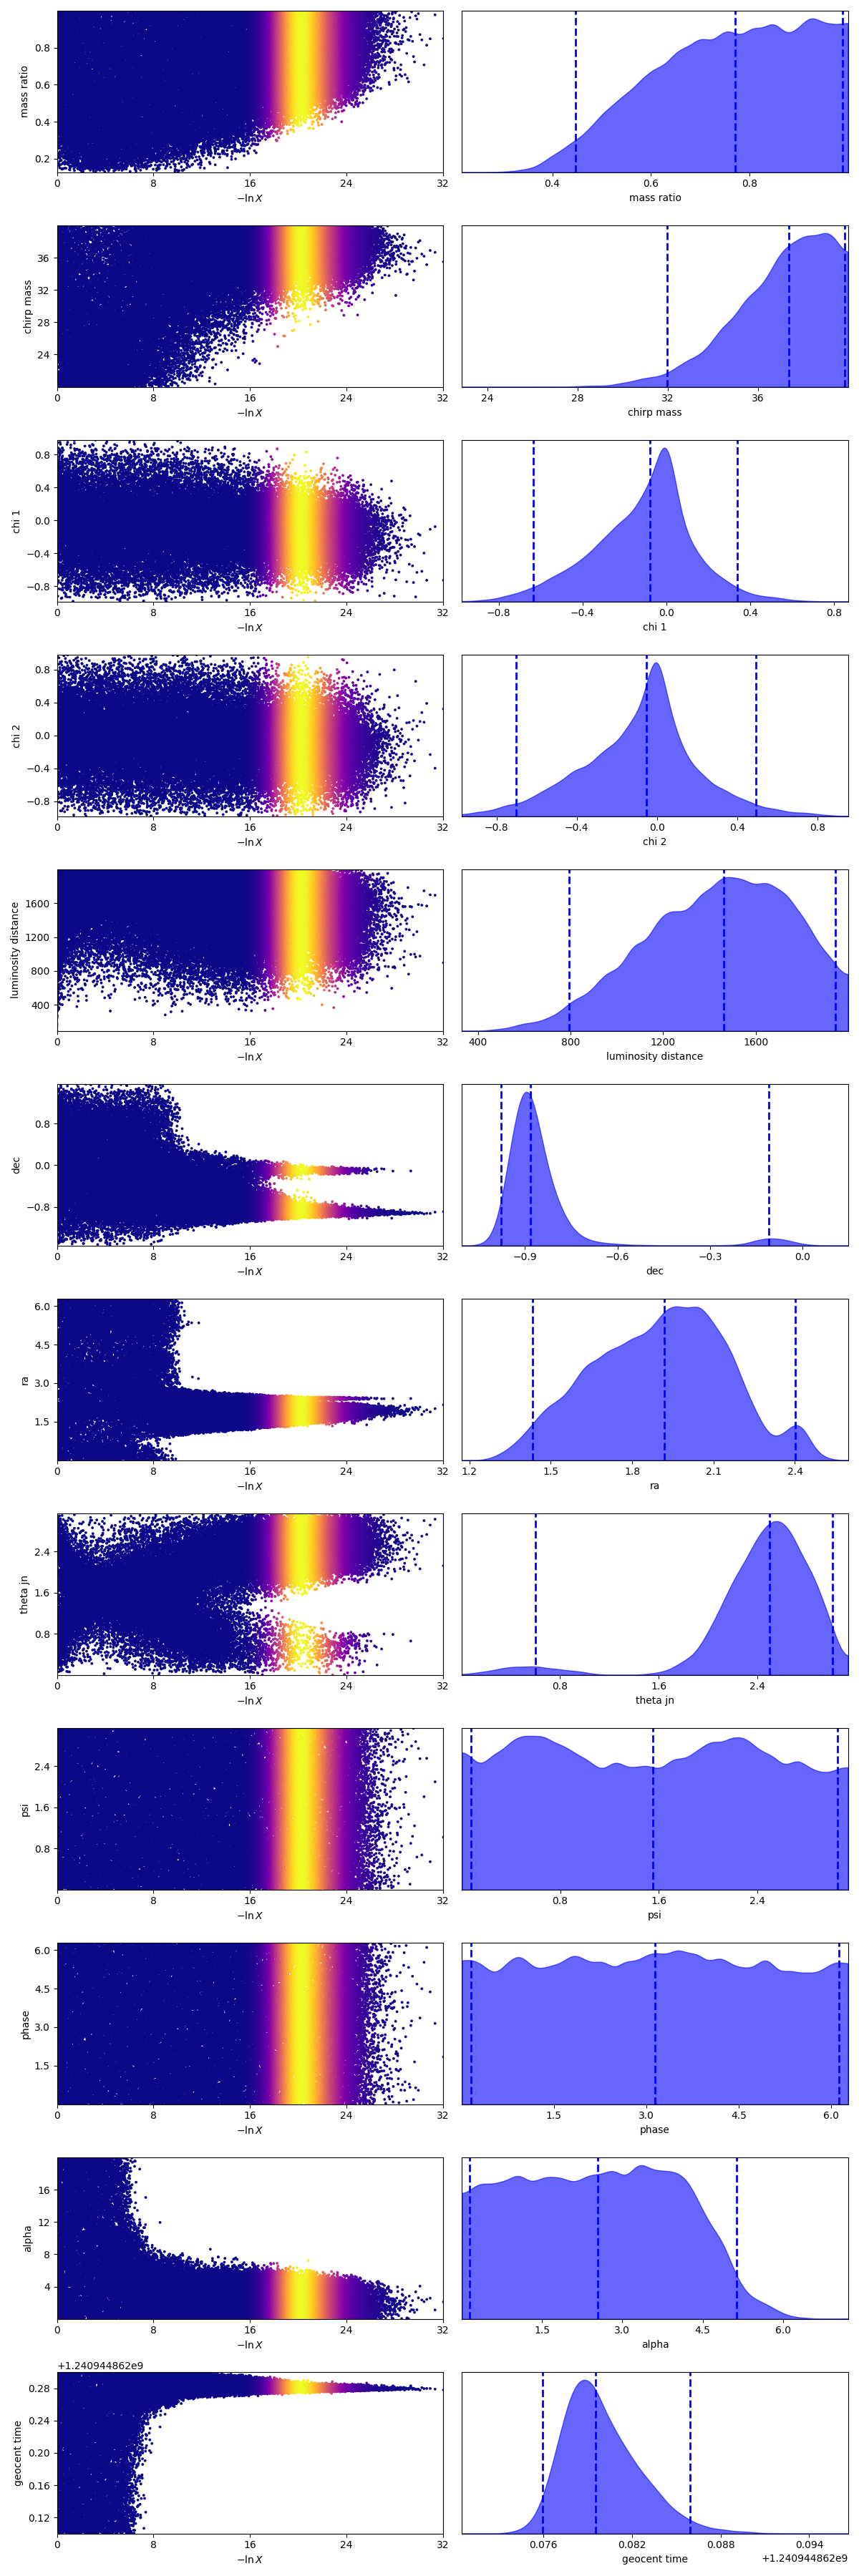 0.8
0.6
0.4
0.2
mass ratio
0 8 16 24 32
−ln X
0.4 0.6 0.8
mass ratio
36
32
28
24
chirp mass
0 8 16 24 32
−ln X
24 28 32 36
chirp mass
0.8
0.4
0.0
−0.4
−0.8
chi 1
0 8 16 24 32
−ln X
−0.8 −0.4 0.0 0.4 0.8
chi 1
0.8
0.4
0.0
−0.4
−0.8
chi 2
0 8 16 24 32
−ln X
−0.8 −0.4 0.0 0.4 0.8
chi 2
1600
1200
800
400
luminosity distance
0 8 16 24 32
−ln X
400 800 1200 1600
luminosity distance
0.8
0.0
−0.8
dec
0 8 16 24 32
−ln X
−0.9 −0.6 −0.3 0.0
dec
6.0
4.5
3.0
1.5
ra
0 8 16 24 32
−ln X
1.2 1.5 1.8 2.1 2.4
ra
2.4
1.6
0.8
theta jn
0 8 16 24 32
−ln X
0.8 1.6 2.4
theta jn
2.4
1.6
0.8
psi
0 8 16 24 32
−ln X
0.8 1.6 2.4
psi
6.0
4.5
3.0
1.5
phase
0 8 16 24 32
−ln X
1.5 3.0 4.5 6.0
phase
16
12
8
4
alpha
0 8 16 24 32
−ln X
1.5 3.0 4.5 6.0
alpha
+1.240944862e9
0.28
0.24
0.20
0.16
0.12
geocent time
0 8 16 24 32
−ln X
0.076 0.082 0.088 0.094
geocent time
+1.240944862e9